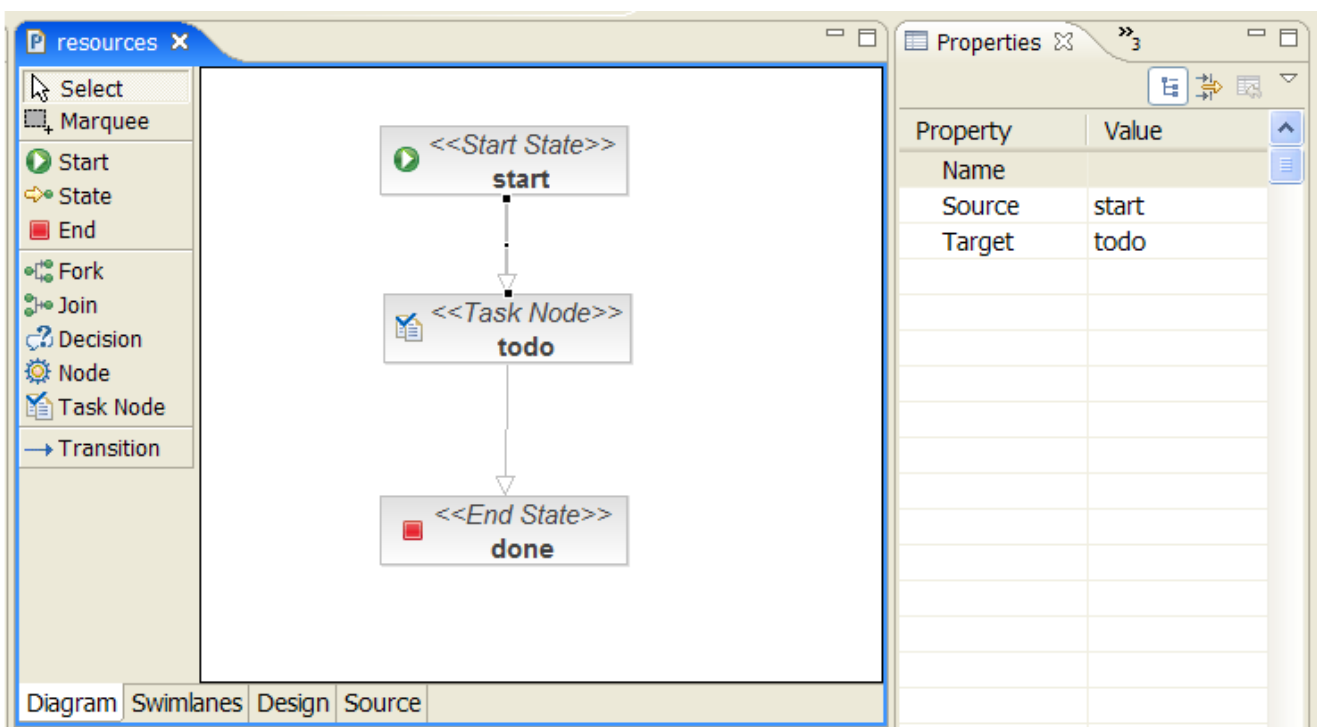 resources
Select
Marquee
Start
State
End
Fork
Join
Decision
Node
Task Node
Transition
<<Start State>>
start
<<Task Node>>
todo
<<End State>>
done
Diagram Swimlanes Design Source
Properties »3
Property Value
Name
Source start
Target todo